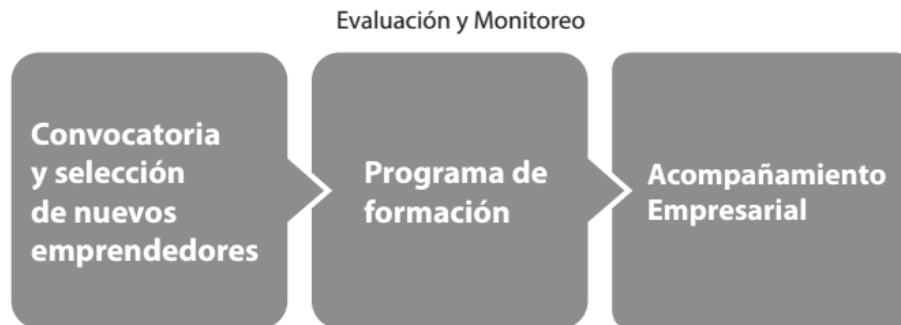 Evaluación y Monitoreo
Convocatoria
y selección
de nuevos
emprendedores
Programa de
formación
Acompañamiento
Empresarial